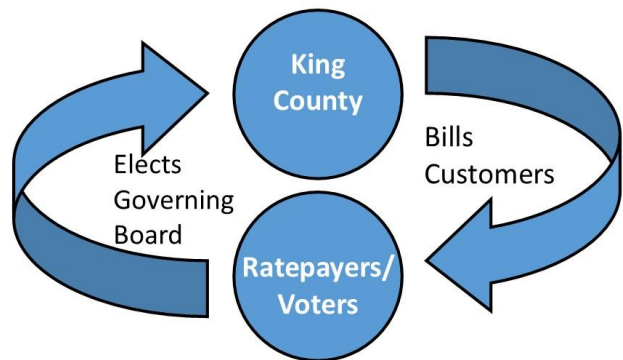 King
County
Elects
Governing
Board
Bills
Customers
Ratepayers/
Voters